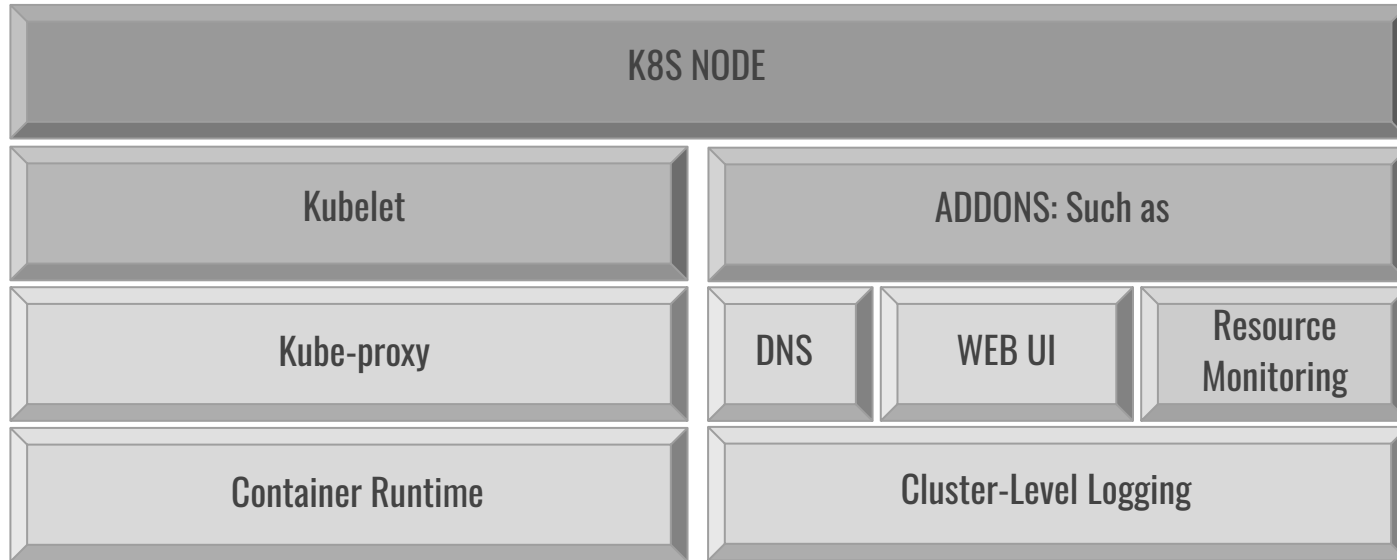 K8S NODE
Kubelet
ADDONS: Such as
Kube-proxy
DNS
WEB UI
Resource
Monitoring
Container Runtime
Cluster-Level Logging